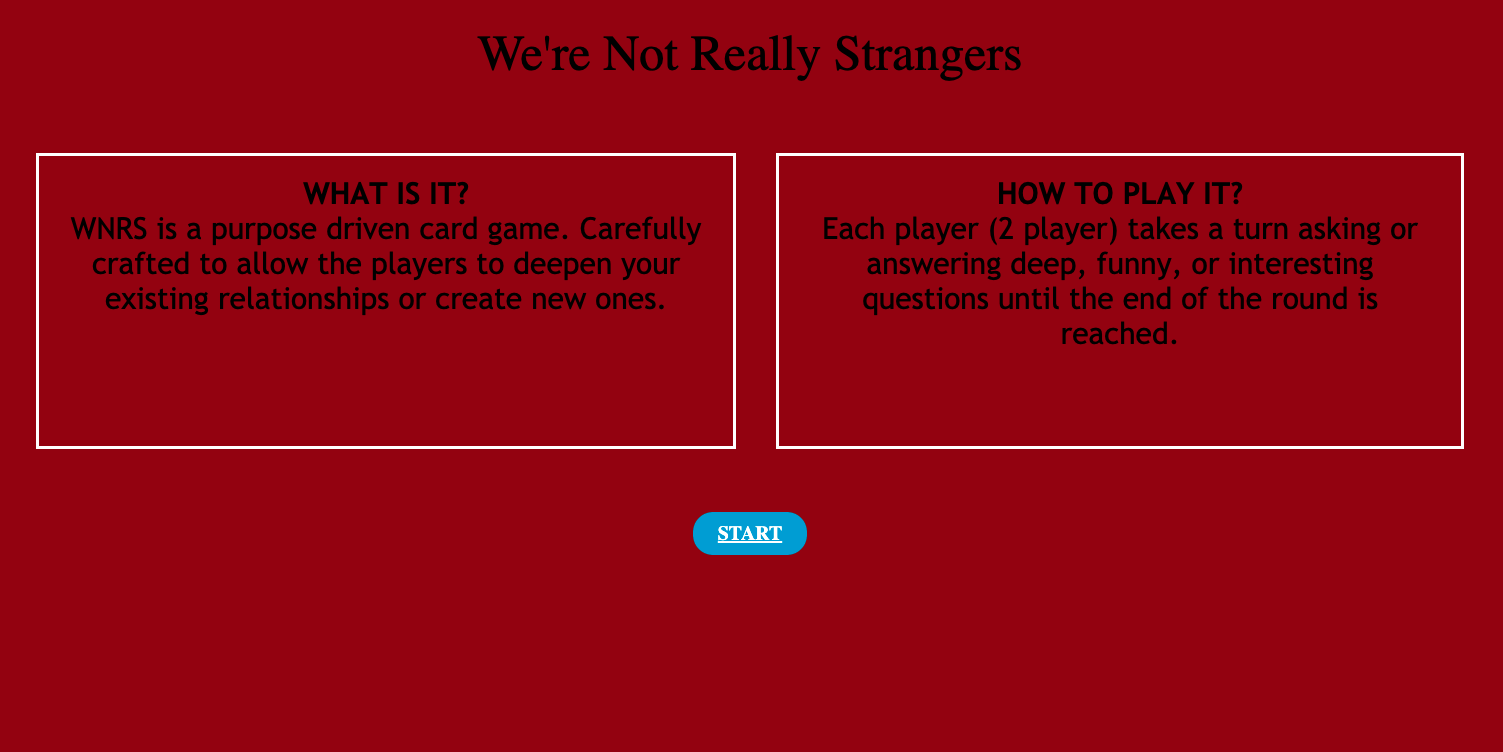 We're Not Really Strangers
WHAT IS IT?
WNRS is a purpose driven card game. Carefully
crafted to allow the players to deepen your
existing relationships or create new ones.
HOW TO PLAY IT?
Each player (2 player) takes a turn asking or
answering deep, funny, or interesting
questions until the end of the round is
reached.
START